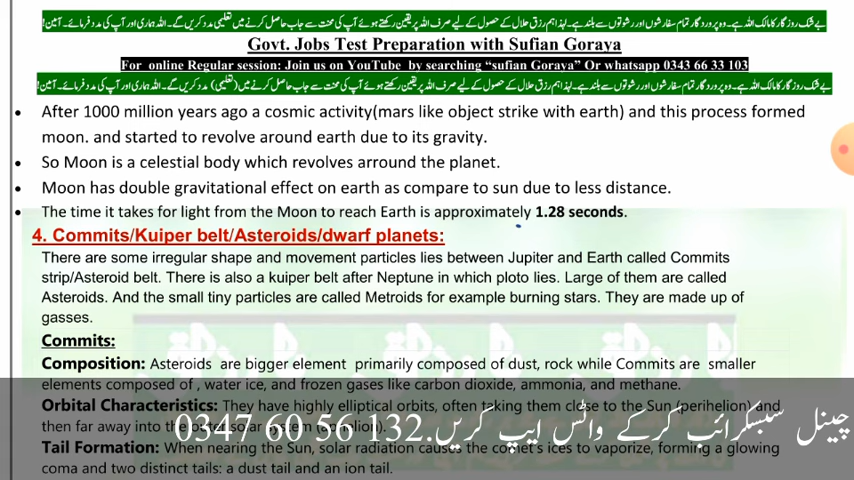 بے شک روزگار کا مالک اللہ ہے۔ وہ پروردگار تمام سفارشوں اور رشوتوں سے بلند ہے۔ لہذا ہم رزق حلال کے حصول کے لیے صرف اللہ پر یقین رکھتے ہوئے آپ کی محنت سے جاب حاصل کرنے میں تعلیمی مدد کریں گے۔ اللہ ہماری اور آپ کی مدد فرمائے۔ آمین!
Govt. Jobs Test Preparation with Sufian Goraya
For online Regular session: Join us on YouTube by searching “sufian Goraya” Or whatsapp 0343 66 33 103
بے شک روزگار کا مالک اللہ ہے۔ وہ پروردگار تمام سفارشوں اور رشوتوں سے بلند ہے۔ لہذا ہم رزق حلال کے حصول کے لیے صرف اللہ پر یقین رکھتے ہوئے آپ کی محنت سے جاب حاصل کرنے میں (تعلیمی) مدد کریں گے۔ اللہ ہماری اور آپ کی مدد فرمائے۔ آمین!
• After 1000 million years ago a cosmic activity(mars like object strike with earth) and this process formed
moon. and started to revolve around earth due to its gravity.
• So Moon is a celestial body which revolves arround the planet.
• Moon has double gravitational effect on earth as compare to sun due to less distance.
• The time it takes for light from the Moon to reach Earth is approximately 1.28 seconds.
4. Commits/Kuiper belt/Asteroids/dwarf planets:
There are some irregular shape and movement particles lies between Jupiter and Earth called Commits
strip/Asteroid belt. There is also a kuiper belt after Neptune in which ploto lies. Large of them are called
Asteroids. And the small tiny particles are called Metroids for example burning stars. They are made up of
gasses.
Commits:
Composition: Asteroids are bigger element primarily composed of dust, rock while Commits are smaller
elements composed of , water ice, and frozen gases like carbon dioxide, ammonia, and methane.
Orbital Characteristics: They have highly elliptical orbits, often taking them close to the Sun (perihelion) and
then far away into the outer solar system (aphelion).
چینل سبسکرائب کرکے واٹس ایپ کریں.0347 60 56 132
Tail Formation: When nearing the Sun, solar radiation causes the comet's ices to vaporize, forming a glowing
coma and two distinct tails: a dust tail and an ion tail.